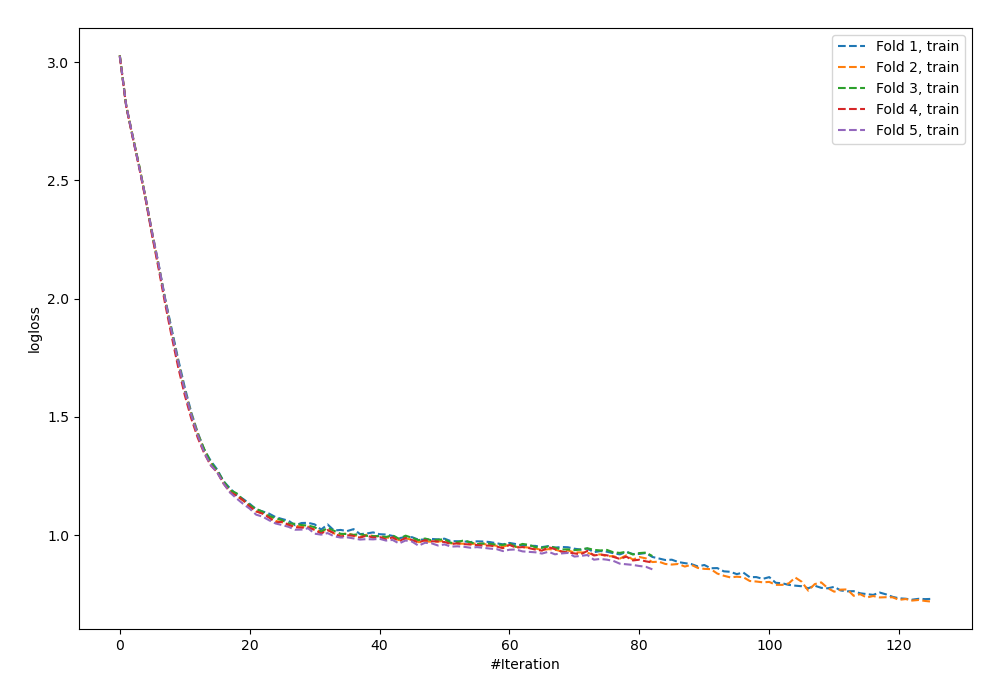 Fold 1, train
Fold 2, train
Fold 3, train
Fold 4, train
Fold 5, train
3.0
2.5
2.0
1.5
1.0
logloss
0 20 40 60 80 100 120
#Iteration